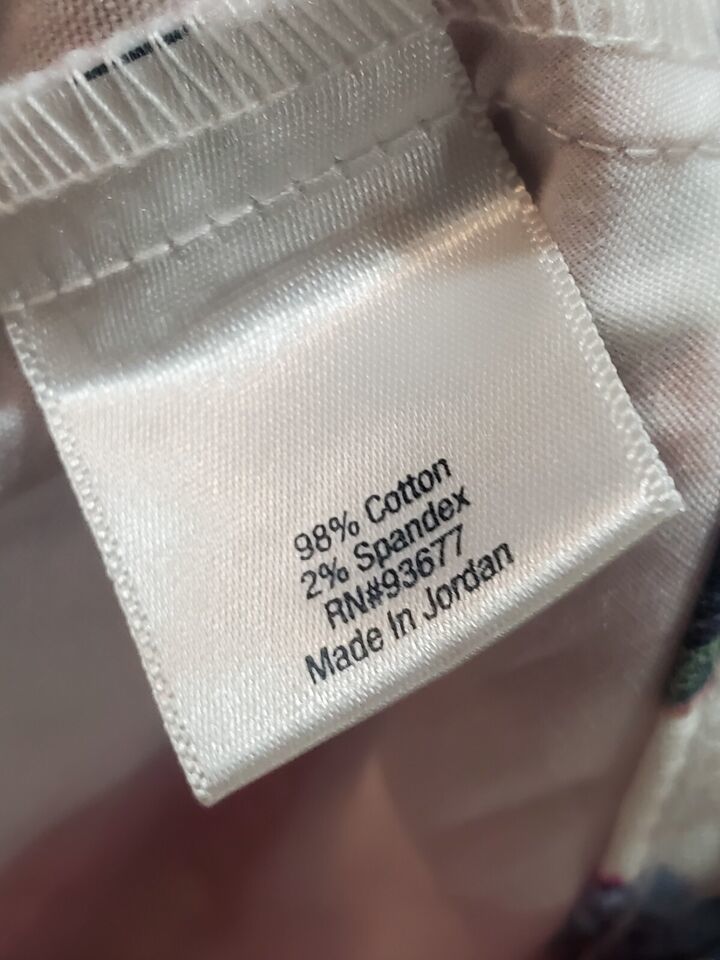 98% Cotton
2% Spandex
RN#93677
Made In Jordan